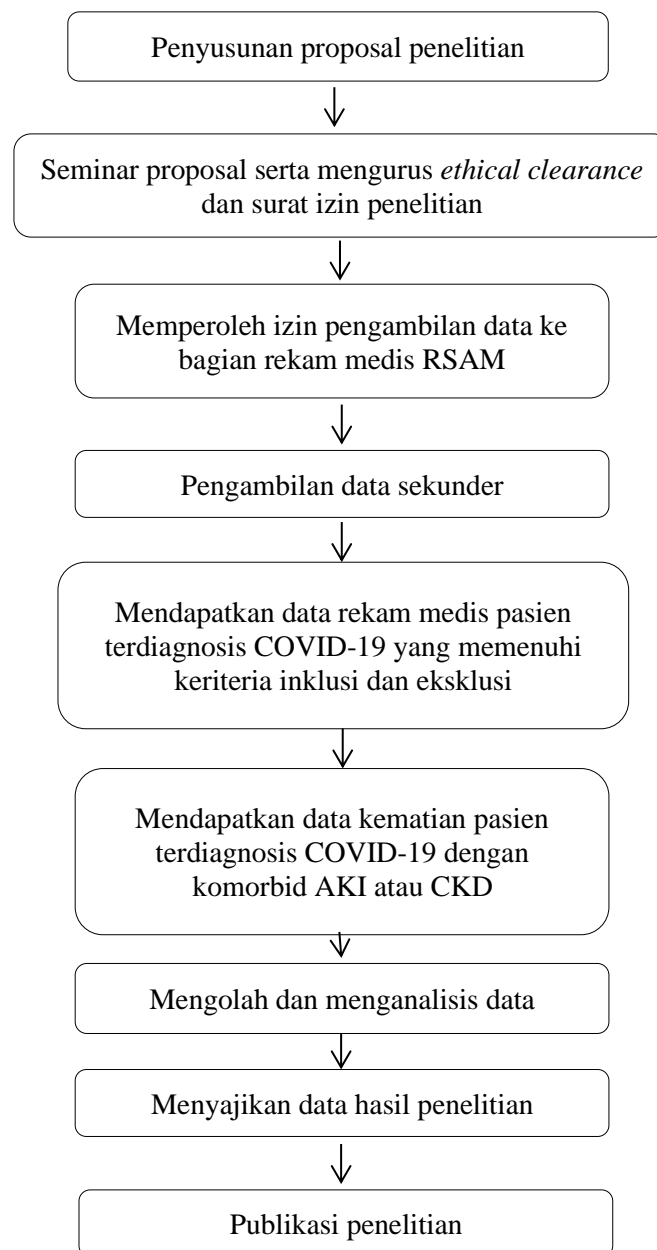 Penyusunan proposal penelitian
Seminar proposal serta mengurus ethical clearance
dan surat izin penelitian
Memperoleh izin pengambilan data ke
bagian rekam medis RSAM
Pengambilan data sekunder
Mendapatkan data rekam medis pasien
terdiagnosis COVID-19 yang memenuhi
keriteria inklusi dan eksklusi
Mendapatkan data kematian pasien
terdiagnosis COVID-19 dengan
komorbid AKI atau CKD
Mengolah dan menganalisis data
Menyajikan data hasil penelitian
Publikasi penelitian